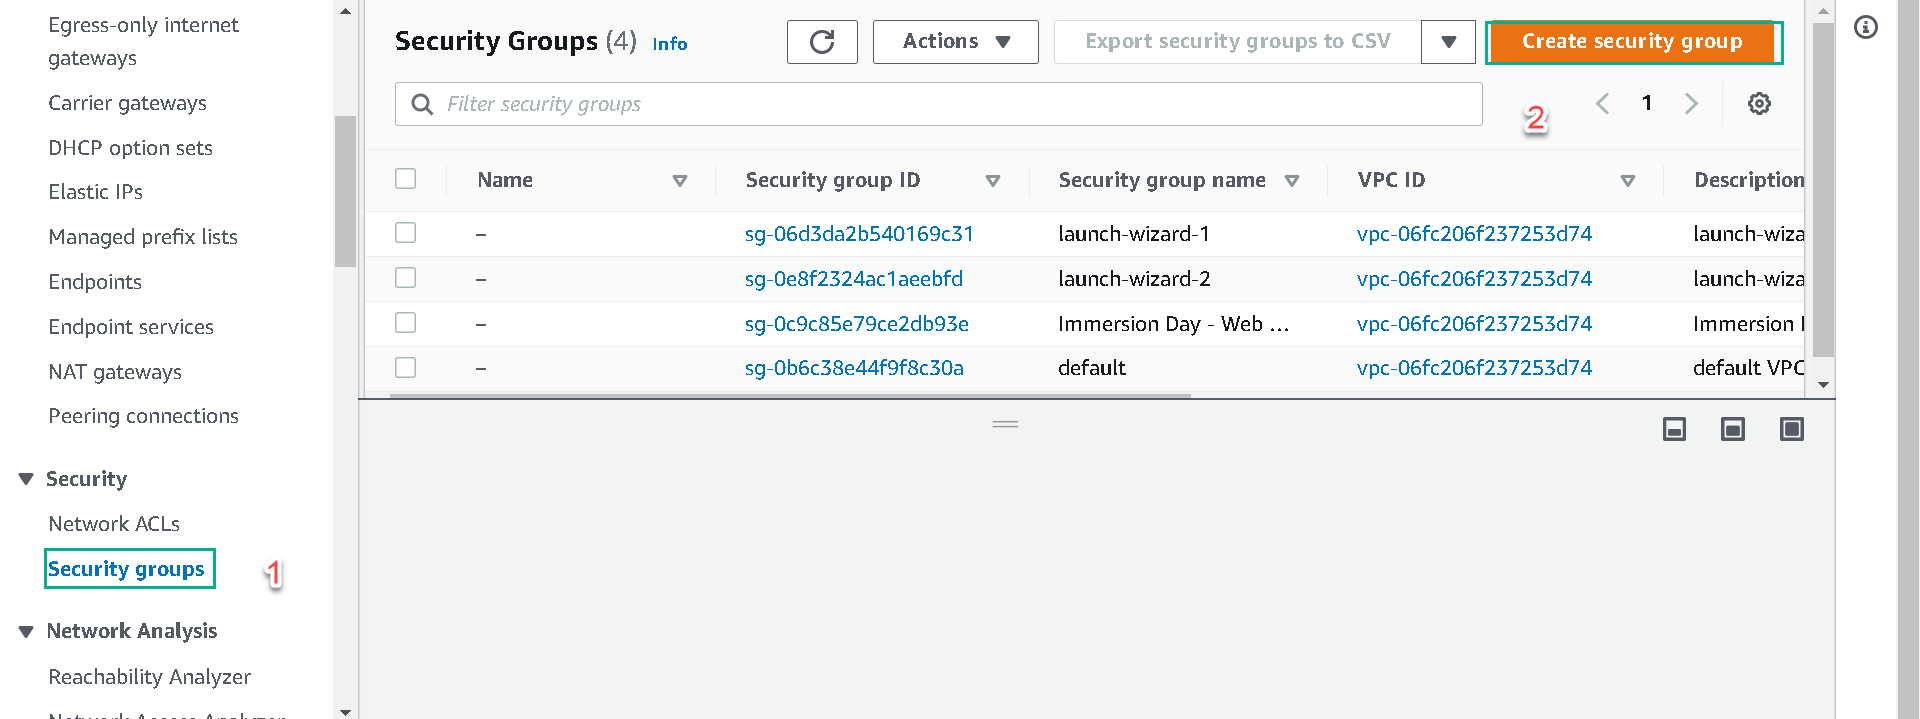 Egress-only internet
gateways
Carrier gateways
DHCP option sets
Elastic IPs
Managed prefix lists
Endpoints
Endpoint services
NAT gateways
Peering connections
Security
Network ACLs
Security groups
1
Network Analysis
Reachability Analyzer
Network Access Analyzer
Security Groups (4) Info
Actions
Export security groups to CSV
Create security group
Filter security groups
2
1
Name Security group ID Security group name VPC ID Description
– sg-06d3da2b540169c31 launch-wizard-1 vpc-06fc206f237253d74 launch-wiza
– sg-0e8f2324ac1aeebfd launch-wizard-2 vpc-06fc206f237253d74 launch-wiza
– sg-0c9c85e79ce2db93e Immersion Day - Web ... vpc-06fc206f237253d74 Immersion
– sg-0b6c38e44f9f8c30a default vpc-06fc206f237253d74 default VPC